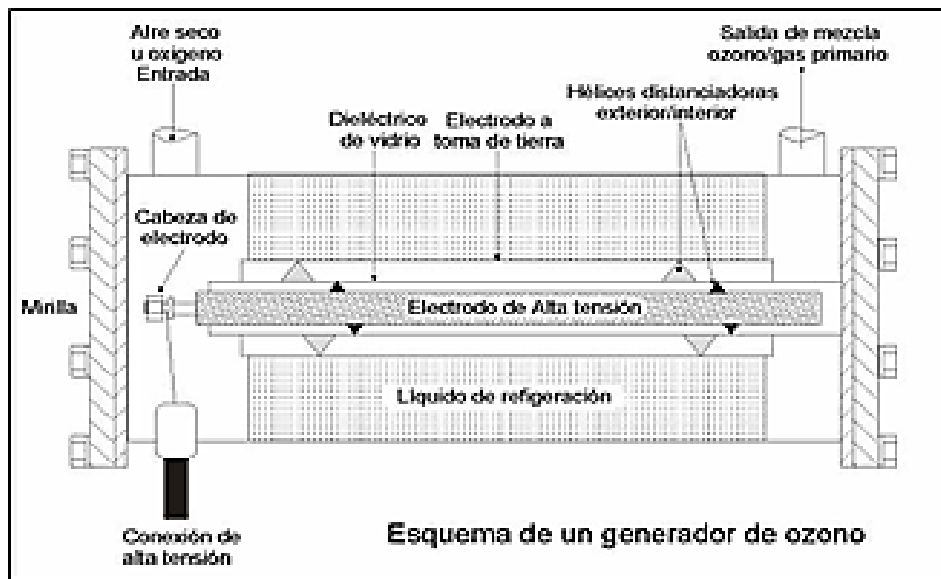 Aire seco
u oxigeno
Entrada
Salida de mezcla
ozono/gas primario
Hélices distanciadoras
exterior/interior
Dieléctrico
de vidrio
Electrodo a
toma de tierra
Cabeza de
electrodo
Mirilla
Electrodo de Alta tensión
Líquido de refigeración
Conexión de
alta tensión
Esquema de un generador de ozono